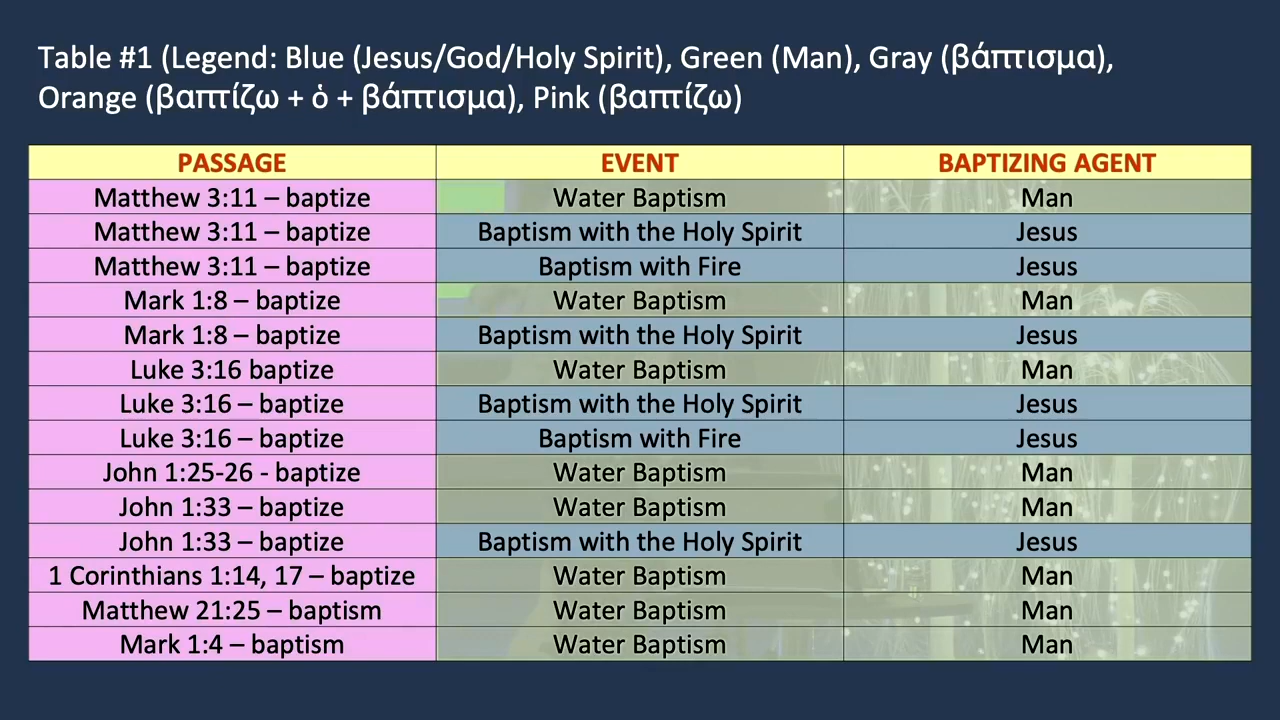 Table #1 (Legend: Blue (Jesus/God/Holy Spirit), Green (Man), Gray (βάπτισμα),
Orange (βαπτίζω + ὁ + βάπτισμα), Pink (βαπτίζω)
PASSAGE EVENT BAPTIZING AGENT
Matthew 3:11 – baptize Water Baptism Man
Matthew 3:11 – baptize Baptism with the Holy Spirit Jesus
Matthew 3:11 – baptize Baptism with Fire Jesus
Mark 1:8 – baptize Water Baptism Man
Mark 1:8 – baptize Baptism with the Holy Spirit Jesus
Luke 3:16 baptize Water Baptism Man
Luke 3:16 – baptize Baptism with the Holy Spirit Jesus
Luke 3:16 – baptize Baptism with Fire Jesus
John 1:25-26 - baptize Water Baptism Man
John 1:33 – baptize Water Baptism Man
John 1:33 – baptize Baptism with the Holy Spirit Jesus
1 Corinthians 1:14, 17 – baptize Water Baptism Man
Matthew 21:25 – baptism Water Baptism Man
Mark 1:4 – baptism Water Baptism Man